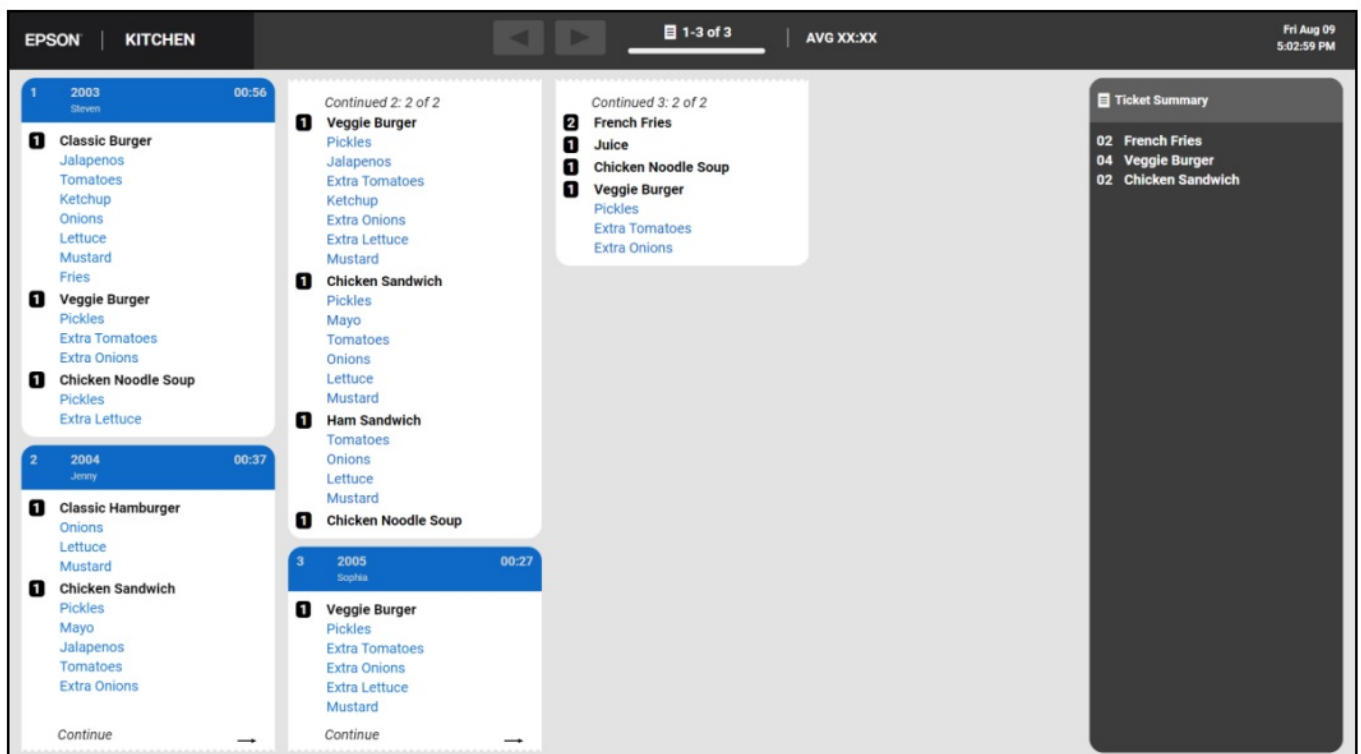 EPSON | KITCHEN
1-3 of 3 | AVG XX:XX
Fri Aug 09
5:02:59 PM
1 2003 00:56
Steven
1 Classic Burger
Jalapenos
Tomatoes
Ketchup
Onions
Lettuce
Mustard
Fries
1 Veggie Burger
Pickles
Extra Tomatoes
Extra Onions
1 Chicken Noodle Soup
Pickles
Extra Lettuce
2 2004 00:37
Jenny
1 Classic Hamburger
Onions
Lettuce
Mustard
1 Chicken Sandwich
Pickles
Mayo
Jalapenos
Tomatoes
Extra Onions
Continue →
Continued 2: 2 of 2
1 Veggie Burger
Pickles
Jalapenos
Extra Tomatoes
Ketchup
Extra Onions
Extra Lettuce
Mustard
1 Chicken Sandwich
Pickles
Mayo
Tomatoes
Onions
Lettuce
Mustard
1 Ham Sandwich
Tomatoes
Onions
Lettuce
Mustard
1 Chicken Noodle Soup
3 2005 00:27
Sophia
1 Veggie Burger
Pickles
Extra Tomatoes
Extra Onions
Extra Lettuce
Mustard
Continue →
Continued 3: 2 of 2
2 French Fries
1 Juice
1 Chicken Noodle Soup
1 Veggie Burger
Pickles
Extra Tomatoes
Extra Onions
Ticket Summary
02 French Fries
04 Veggie Burger
02 Chicken Sandwich